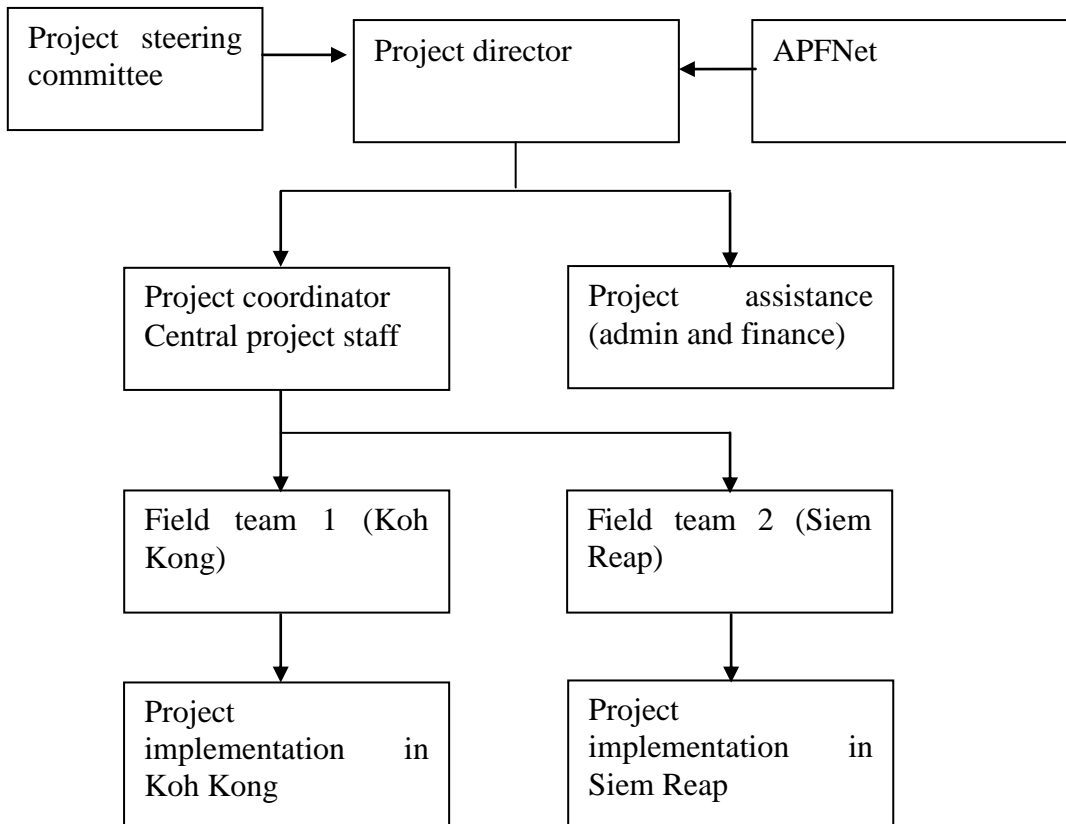 Project steering
committee
Project director
APFNet
Project coordinator
Central project staff
Project assistance
(admin and finance)
Field team 1 (Koh
Kong)
Field team 2 (Siem
Reap)
Project
implementation in
Koh Kong
Project
implementation in
Siem Reap